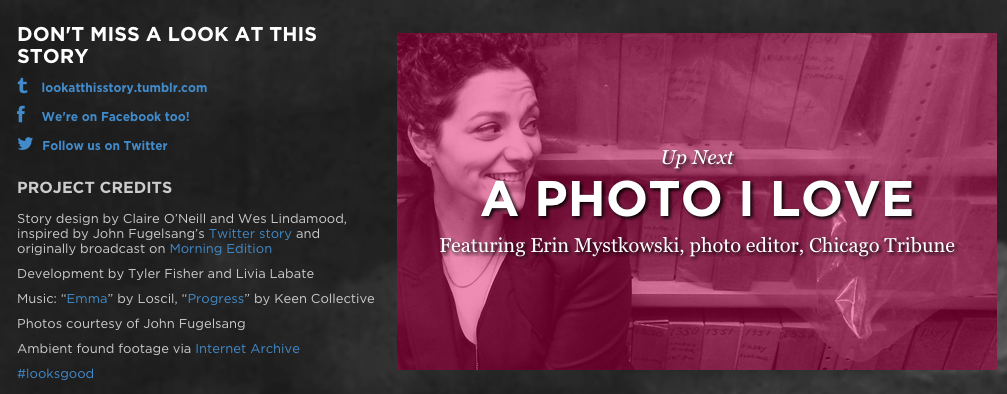 DON'T MISS A LOOK AT THIS
STORY
lookatthisstory.tumblr.com
We're on Facebook too!
Follow us on Twitter
PROJECT CREDITS
Story design by Claire O'Neill and Wes Lindamood,
inspired by John Fugelsang's Twitter story and
originally broadcast on Morning Edition
Development by Tyler Fisher and Livia Labate
Music: "Emma" by Loscil, "Progress" by Keen Collective
Photos courtesy of John Fugelsang
Ambient found footage via Internet Archive
#looksgood
Up Next
A PHOTO I LOVE
Featuring Erin Mystkowski, photo editor, Chicago Tribune